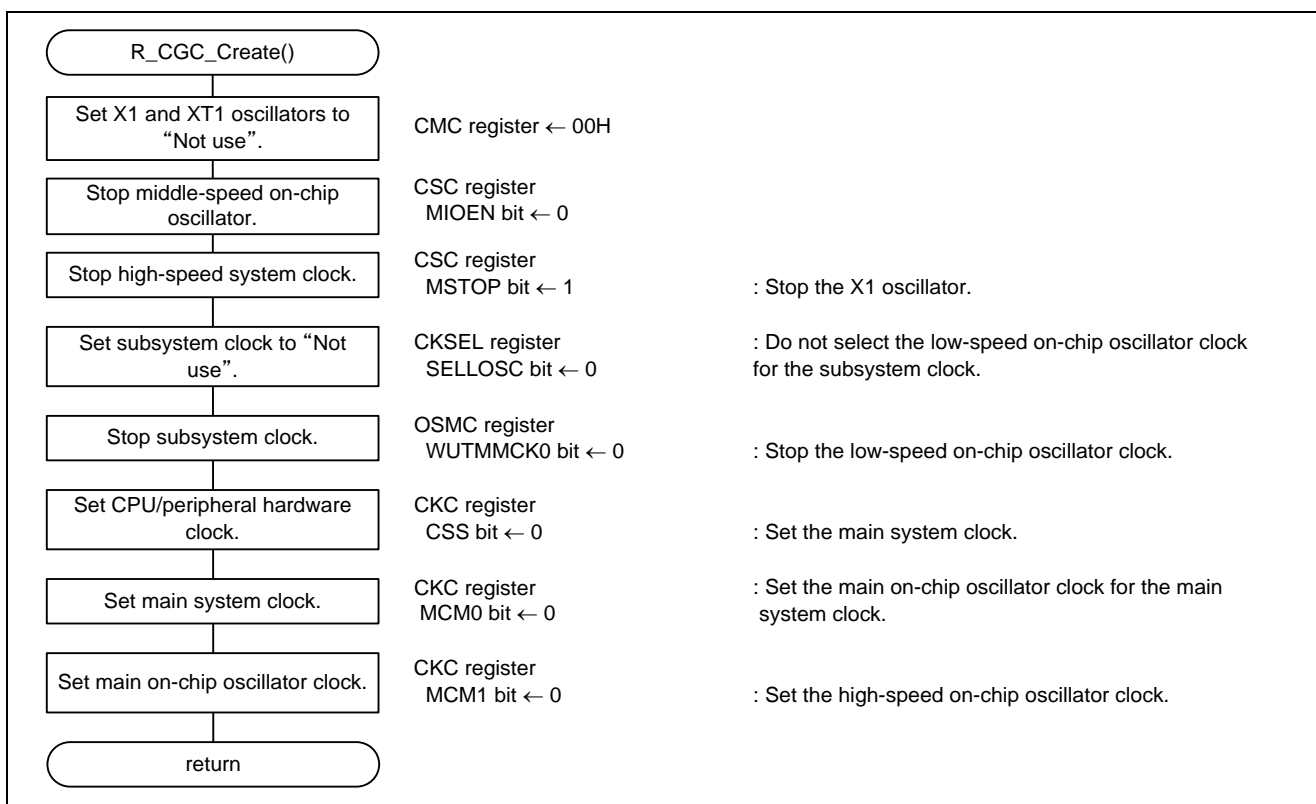 R_CGC_Create()
Set X1 and XT1 oscillators to
“Not use”.
CMC register ← 00H
Stop middle-speed on-chip
oscillator.
CSC register
MIOEN bit ← 0
Stop high-speed system clock.
CSC register
MSTOP bit ← 1
: Stop the X1 oscillator.
Set subsystem clock to “Not
use”.
CKSEL register
SELLOSC bit ← 0
: Do not select the low-speed on-chip oscillator clock
for the subsystem clock.
Stop subsystem clock.
OSMC register
WUTMMCK0 bit ← 0
: Stop the low-speed on-chip oscillator clock.
Set CPU/peripheral hardware
clock.
CKC register
CSS bit ← 0
: Set the main system clock.
Set main system clock.
CKC register
MCM0 bit ← 0
: Set the main on-chip oscillator clock for the main
system clock.
Set main on-chip oscillator clock.
CKC register
MCM1 bit ← 0
: Set the high-speed on-chip oscillator clock.
return